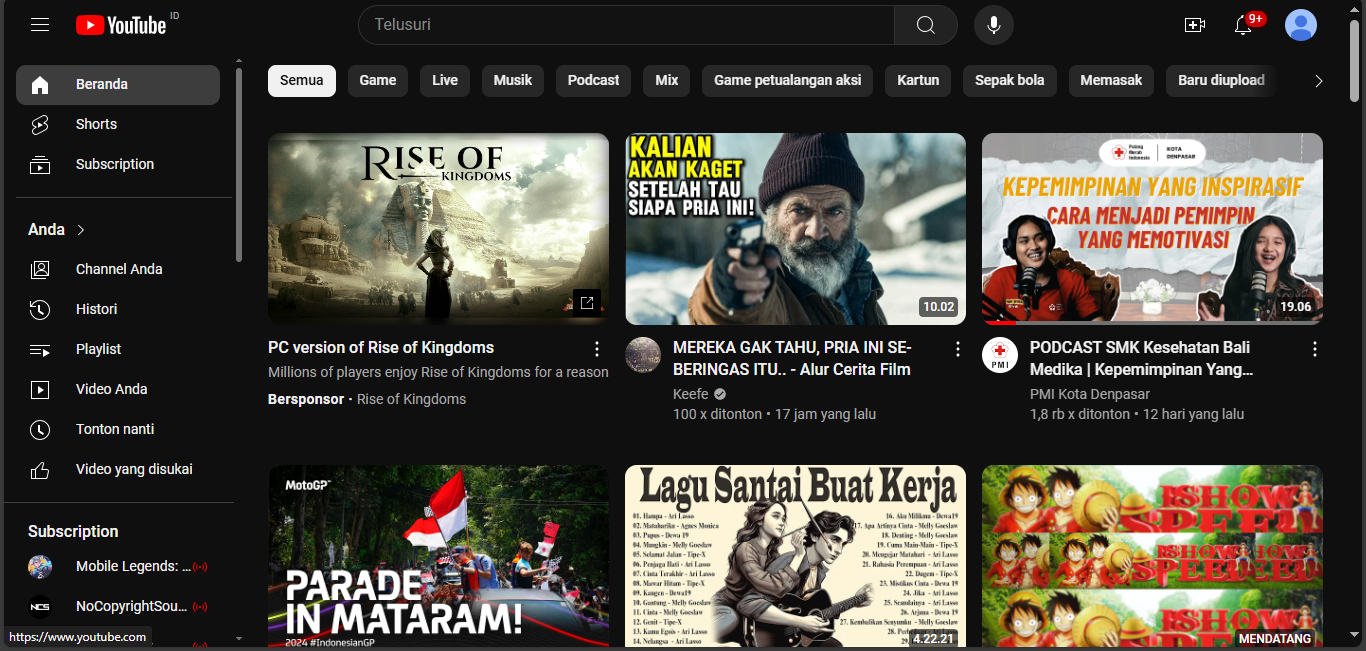 YouTube ID
Telusuri
9+
Beranda
Shorts
Subscription
Anda
Channel Anda
Histori
Playlist
Video Anda
Tonton nanti
Video yang disukai
Subscription
Mobile Legends: ...
NCS
NoCopyrightSou...
https://www.youtube.com
Semua
Game
Live
Musik
Podcast
Mix
Game petualangan aksi
Kartun
Sepak bola
Memasak
Baru diupload
RISE OF
KINGDOMS
PC version of Rise of Kingdoms
Millions of players enjoy Rise of Kingdoms for a reason
Bersponsor • Rise of Kingdoms
KALIAN
AKAN KAGET
SETELAH TAU
SIAPA PRIA INI!
10.02
MEREKA GAK TAHU, PRIA INI SE-
BERINGAS ITU.. - Alur Cerita Film
Keefe
100 x ditonton • 17 jam yang lalu
Palang
Merah
Indonesia
KOTA
DENPASAR
KEPEMIMPINAN YANG INSPIRASIF
CARA MENJADI PEMIMPIN
YANG MEMOTIVASI
19.06
PMI
PODCAST SMK Kesehatan Bali
Medika | Kepemimpinan Yang...
PMI Kota Denpasar
1,8 rb x ditonton • 12 hari yang lalu
MotoGP
PARADE
IN MATARAM!
2024 #IndonesianGP
Lagu Santai Buat Kerja
01. Hampa - Ari Lasso
02. Matahariku - Agnes Monica
03. Pupus - Dewa 19
04. Mungkin - Melly Goeslaw
05. Selamat Jalan - Tipe-X
06. Penjaga Hati - Ari Lasso
07. Cinta Terakhir - Ari Lasso
08. Mawar Hitam - Tipe-X
09. Kangen - Dewa19
10. Gantung - Melly Goeslaw
11. Cinta - Melly Goeslaw
12. Genit - Tipe-X
13. Kamu Egois - Ari Lasso
14. Nelangsa - Ari Lasso
16. Aku Milikmu - Dewa19
17. Apa Artinya Cinta - Melly Goeslaw
18. Denting - Melly Goeslaw
19. Cuma Main-Main - Tipe-X
20. Mengejar Matahari - Ari Lasso
21. Rahasia Perempuan - Ari Lasso
22. Dagem - Tipe-X
23. Mistikus Cinta - Dewa 19
24. Jika - Ari Lasso
25. Seandainya - Ari Lasso
26. Arjuna - Dewa 19
27. Kembalikan Senyumku - Melly Goeslaw
4.22.21
ISHOW
SPEED
MENDATANG